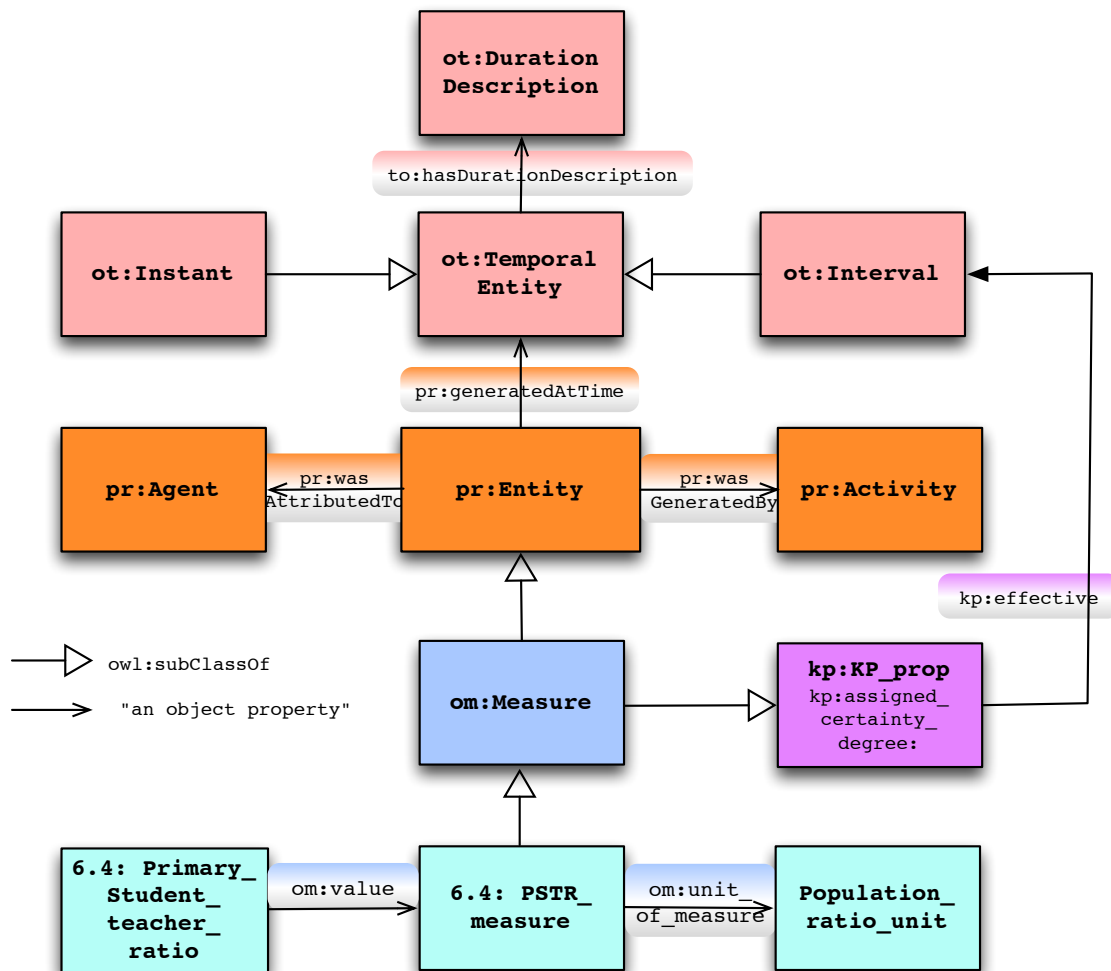 ot:Duration
Description
to:hasDurationDescription
ot:Instant
ot:Temporal
Entity
ot:Interval
pr:generatedAtTime
pr:Agent
pr:was
AttributedTo
pr:Entity
pr:was
GeneratedBy
pr:Activity
kp:effective
owl:subClassOf
"an object property"
om:Measure
kp:KP_prop
kp:assigned_
certainty_
degree:
6.4: Primary_
Student_
teacher_
ratio
om:value
6.4: PSTR_
measure
om:unit_
of_measure
Population_
ratio_unit